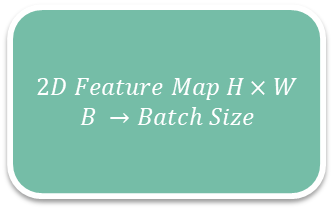 2D Feature Map H × W
B → Batch Size